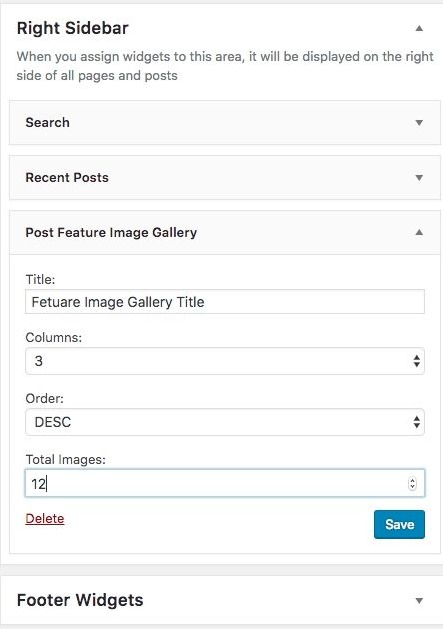 Right Sidebar
When you assign widgets to this area, it will be displayed on the right
side of all pages and posts
Search
Recent Posts
Post Feature Image Gallery
Title:
Fetuare Image Gallery Title
Columns:
3
Order:
DESC
Total Images:
12
Delete
Save
Footer Widgets